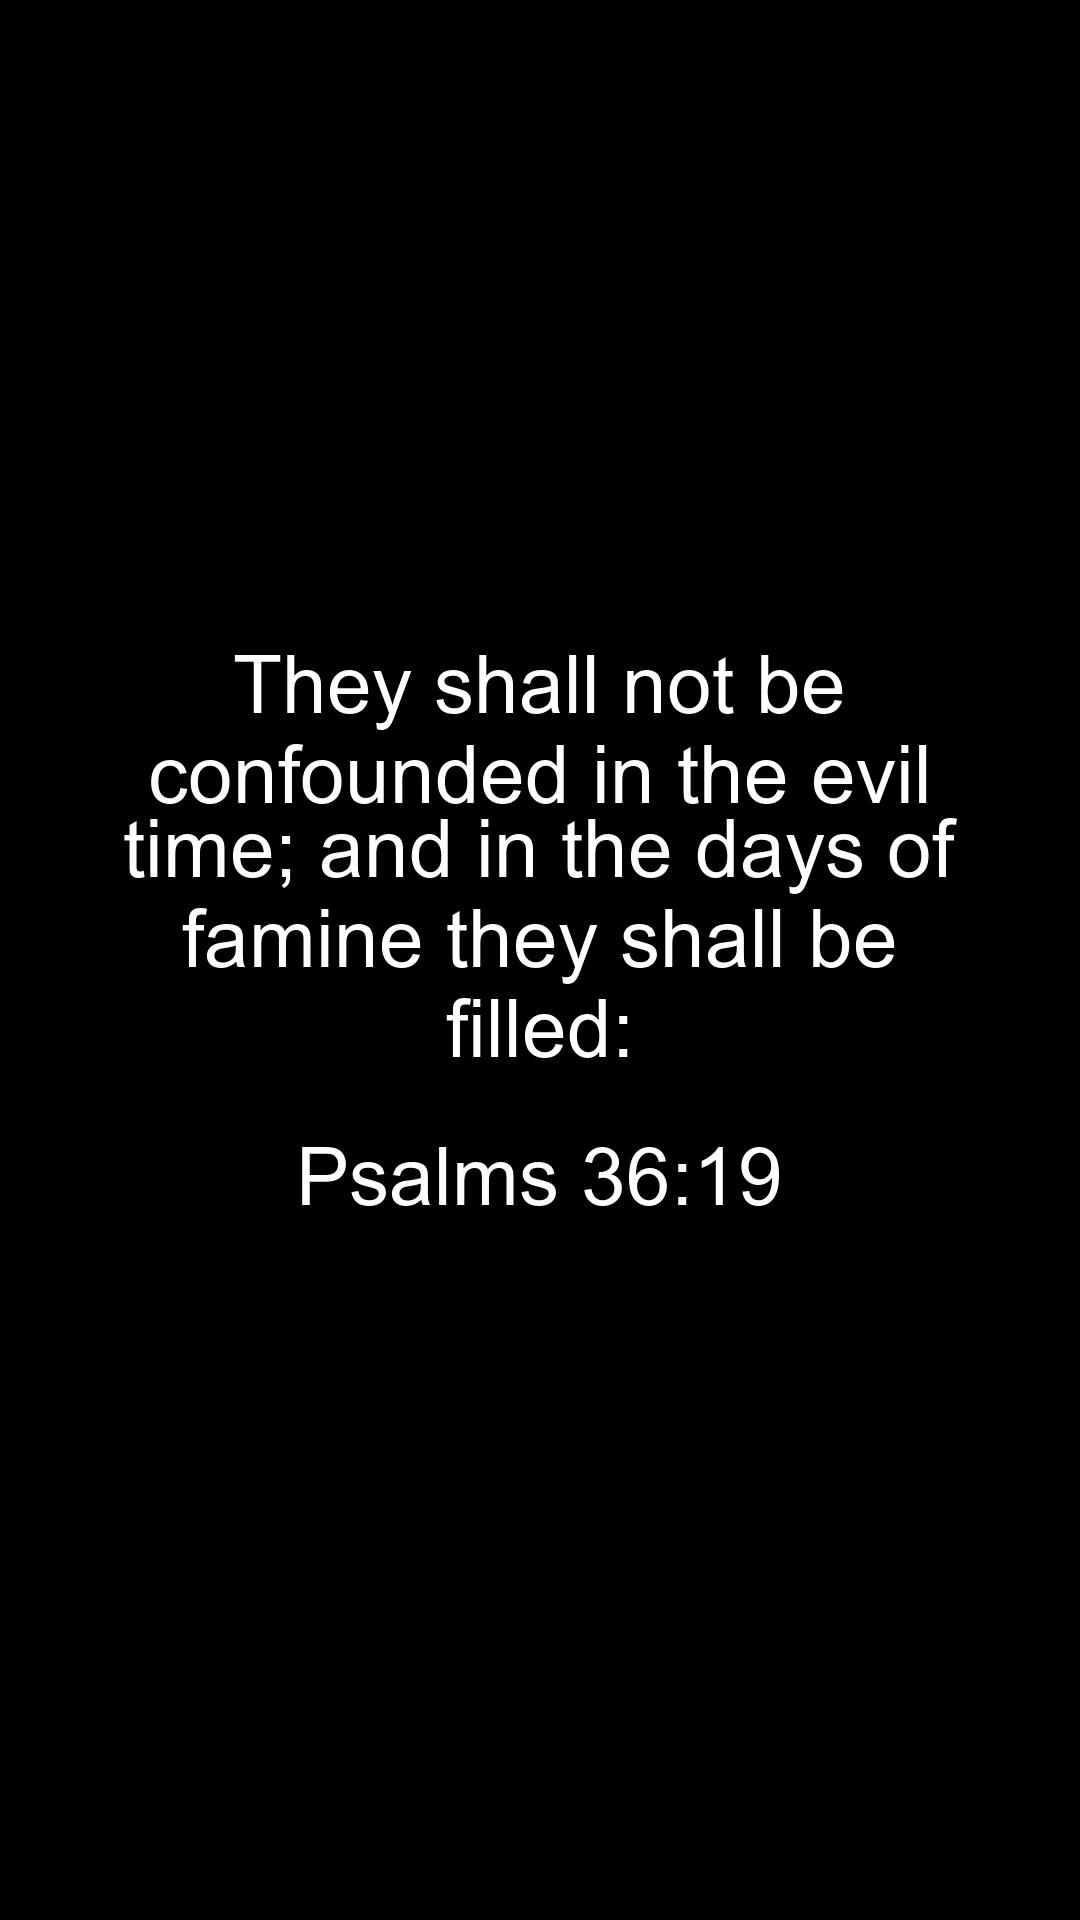 They shall not be
confounded in the evil
time; and in the days of
famine they shall be
filled:
Psalms 36:19